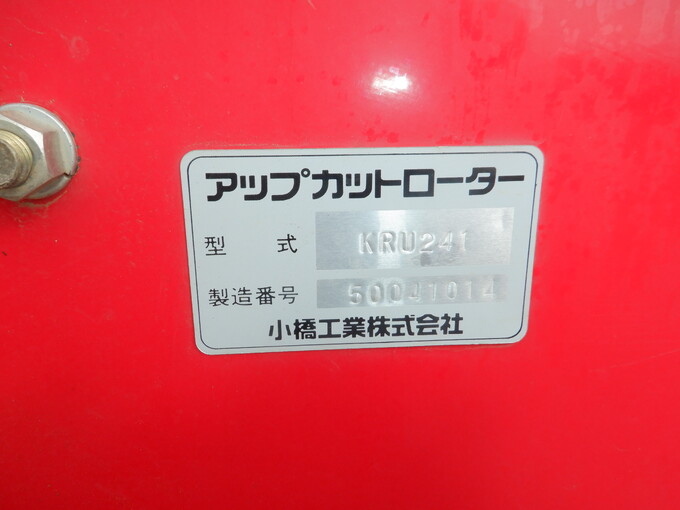 アップカットローター
型 式 KRU241
製造番号 50041014
小橋工業株式会社